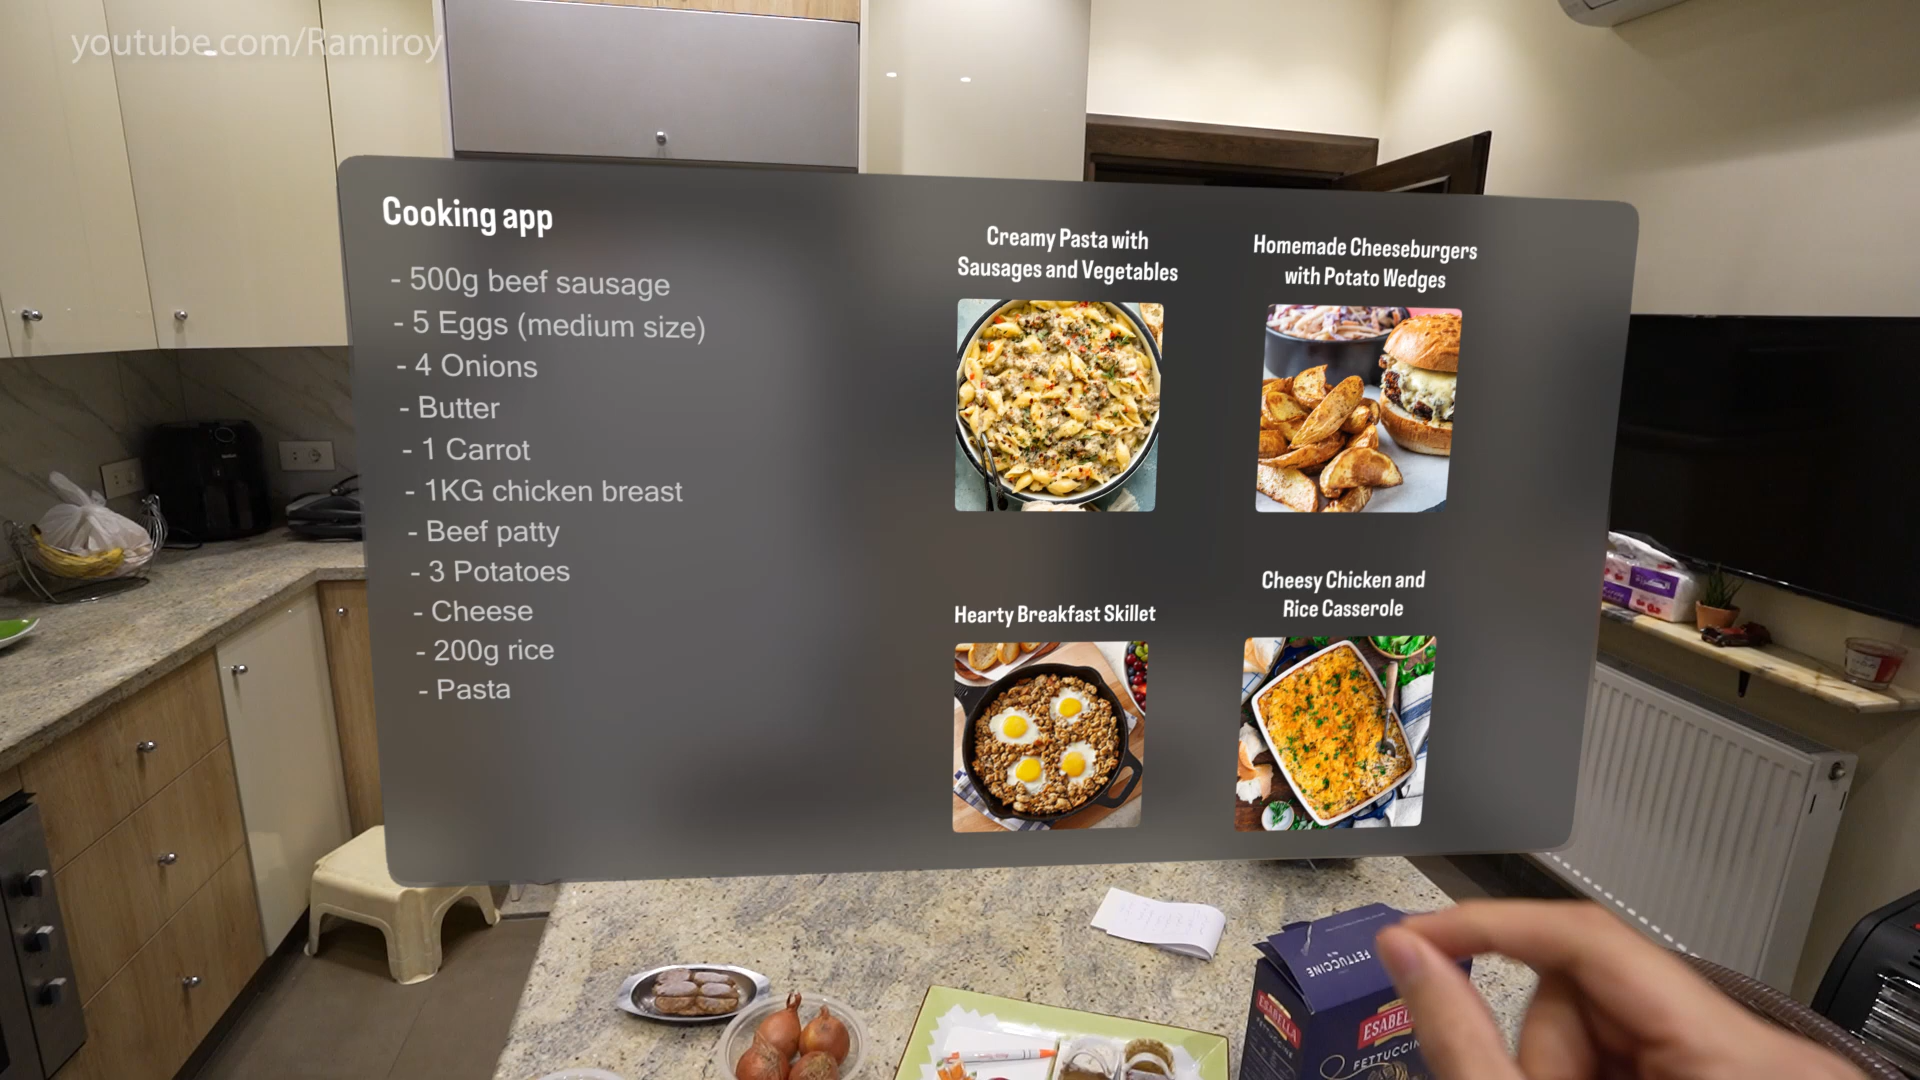 youtube.com/Ramiroy
Cooking app
- 500g beef sausage
- 5 Eggs (medium size)
- 4 Onions
- Butter
- 1 Carrot
- 1KG chicken breast
- Beef patty
- 3 Potatoes
- Cheese
- 200g rice
- Pasta
Creamy Pasta with
Sausages and Vegetables
Homemade Cheeseburgers
with Potato Wedges
Hearty Breakfast Skillet
Cheesy Chicken and
Rice Casserole
FETTUCCINE
ESABELLA